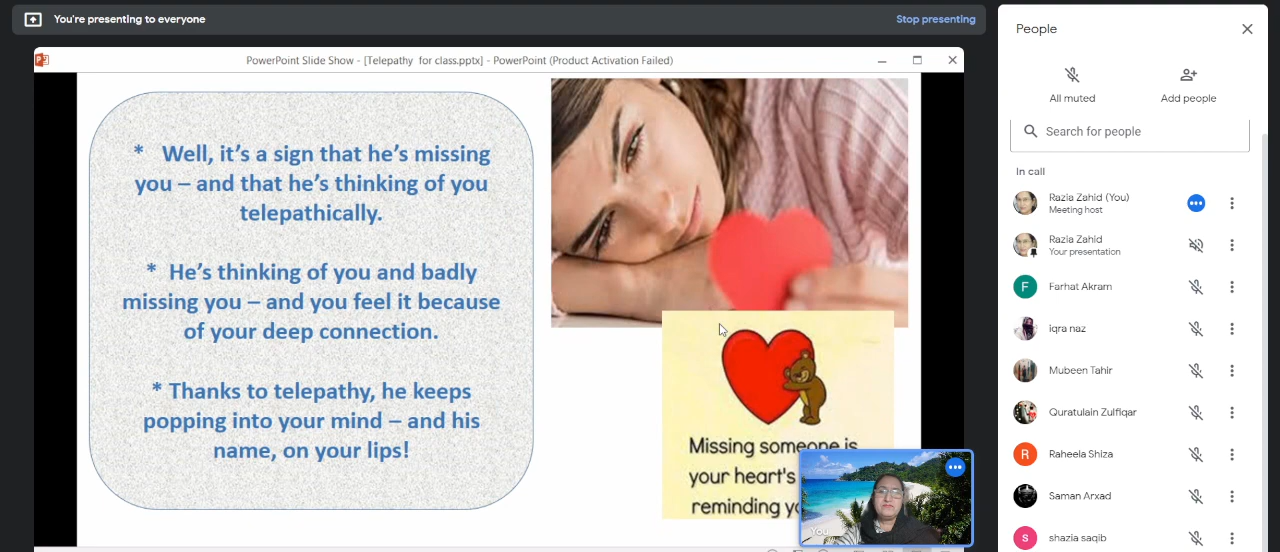 You're presenting to everyone
Stop presenting
PowerPoint Slide Show - [Telepathy for class.pptx] - PowerPoint (Product Activation Failed)
* Well, it's a sign that he's missing
you – and that he's thinking of you
telepathically.
* He's thinking of you and badly
missing you – and you feel it because
of your deep connection.
* Thanks to telepathy, he keeps
popping into your mind – and his
name, on your lips!
Missing someone is
your heart's
reminding
You
People
All muted
Add people
Search for people
In call
Razia Zahid (You)
Meeting host
Razia Zahid
Your presentation
F
Farhat Akram
iqra naz
Mubeen Tahir
Quratulain Zulfiqar
R
Raheela Shiza
Saman Arxad
s
shazia saqib